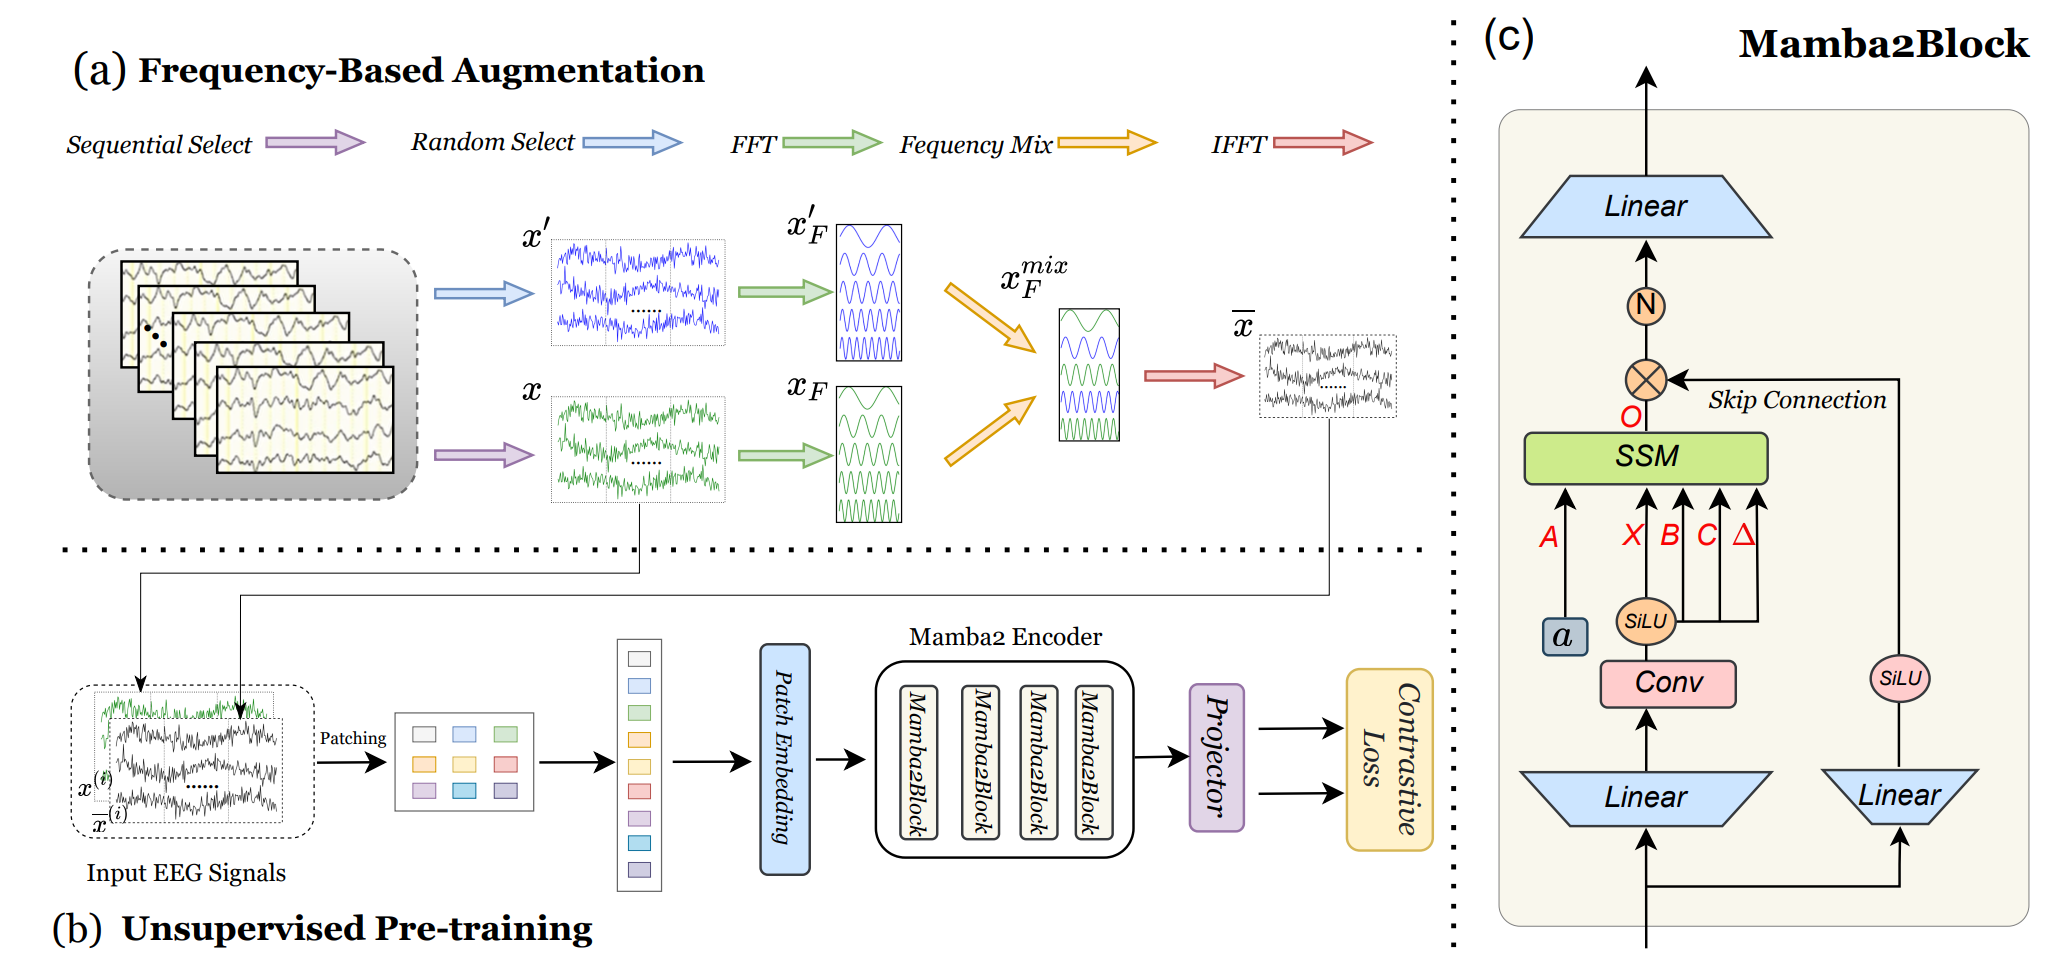 (a) Frequency-Based Augmentation
Sequential Select
Random Select
FFT
Fequency Mix
IFFT
x′
x′_F
x
x_F
x_F^{mix}
x̅
......
......
......
(b) Unsupervised Pre-training
x^{(i)}
x̅^{(i)}
......
Input EEG Signals
Patching
Patch Embedding
Mamba2 Encoder
Mamba2Block
Mamba2Block
Mamba2Block
Mamba2Block
Projector
Contrastive
Loss
(c) Mamba2Block
Linear
N
Skip Connection
O
SSM
A
X
B
C
Δ
a
SiLU
Conv
SiLU
Linear
Linear